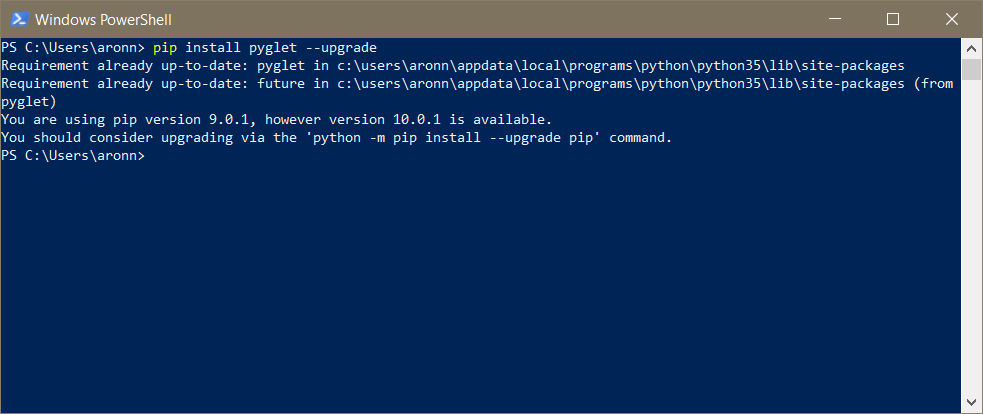 Windows PowerShell
PS C:\Users\aronn> pip install pyglet --upgrade
Requirement already up-to-date: pyglet in c:\users\aronn\appdata\local\programs\python\python35\lib\site-packages
Requirement already up-to-date: future in c:\users\aronn\appdata\local\programs\python\python35\lib\site-packages (from
pyglet)
You are using pip version 9.0.1, however version 10.0.1 is available.
You should consider upgrading via the 'python -m pip install --upgrade pip' command.
PS C:\Users\aronn>